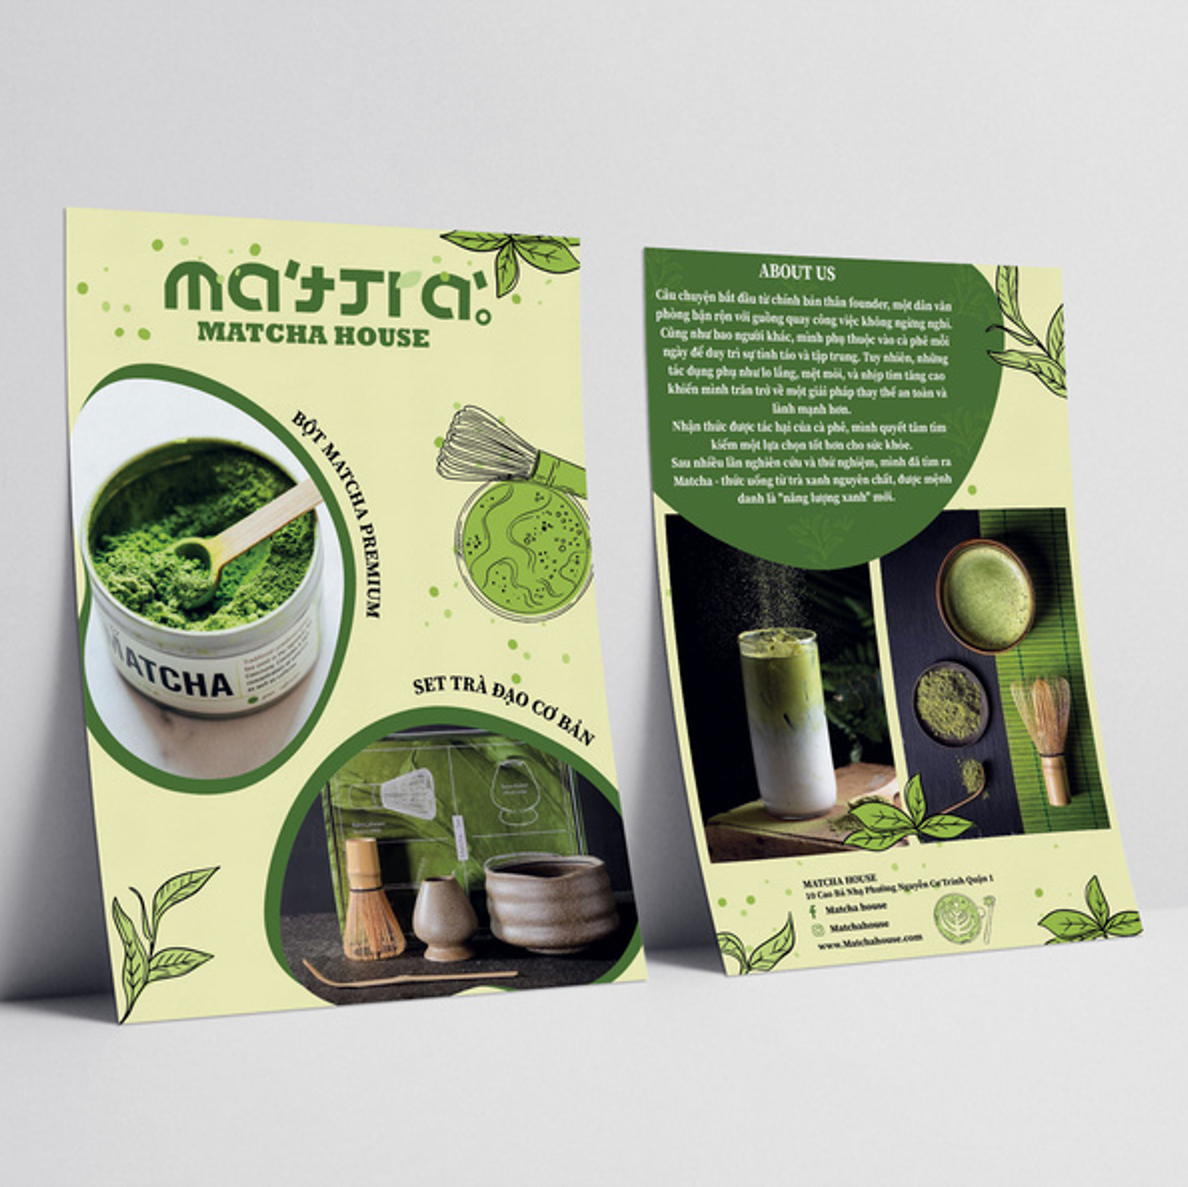 ma't Tra.
MATCHA HOUSE
BỘT MATCHA PREMIUM
MATCHA
SET TRÀ ĐẠO CƠ BẢN
ABOUT US
Câu chuyện bắt đầu từ chính bản thân founder, một dân văn
phòng bận rộn với guồng quay công việc không ngừng nghỉ.
Cũng như bao người khác, mình phụ thuộc vào cà phê mỗi
ngày để duy trì sự tỉnh táo và tập trung. Tuy nhiên, những
tác dụng phụ như lo lắng, mệt mỏi, và nhịp tim tăng cao
khiến mình trăn trở về một giải pháp thay thế an toàn và
lành mạnh hơn.
Nhận thức được tác hại của cà phê, mình quyết tâm tìm
kiếm một lựa chọn tốt hơn cho sức khỏe.
Sau nhiều lần nghiên cứu và thử nghiệm, mình đã tìm ra
Matcha - thức uống từ trà xanh nguyên chất, được mệnh
danh là "năng lượng xanh" mới.
MATCHA HOUSE
10 Cao Bá Nhạ Phường Nguyễn Cư Trinh Quận 1
Matcha house
Matchahouse
www.Matchahouse.com